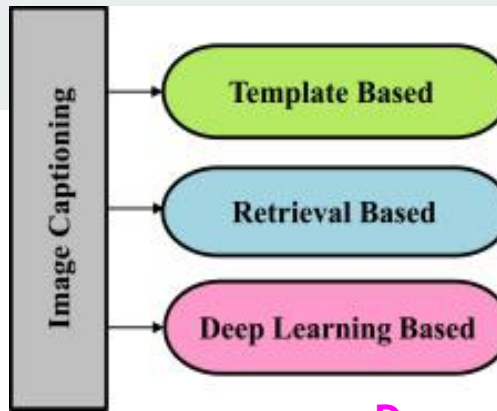 Image Captioning
Template Based
Retrieval Based
Deep Learning Based